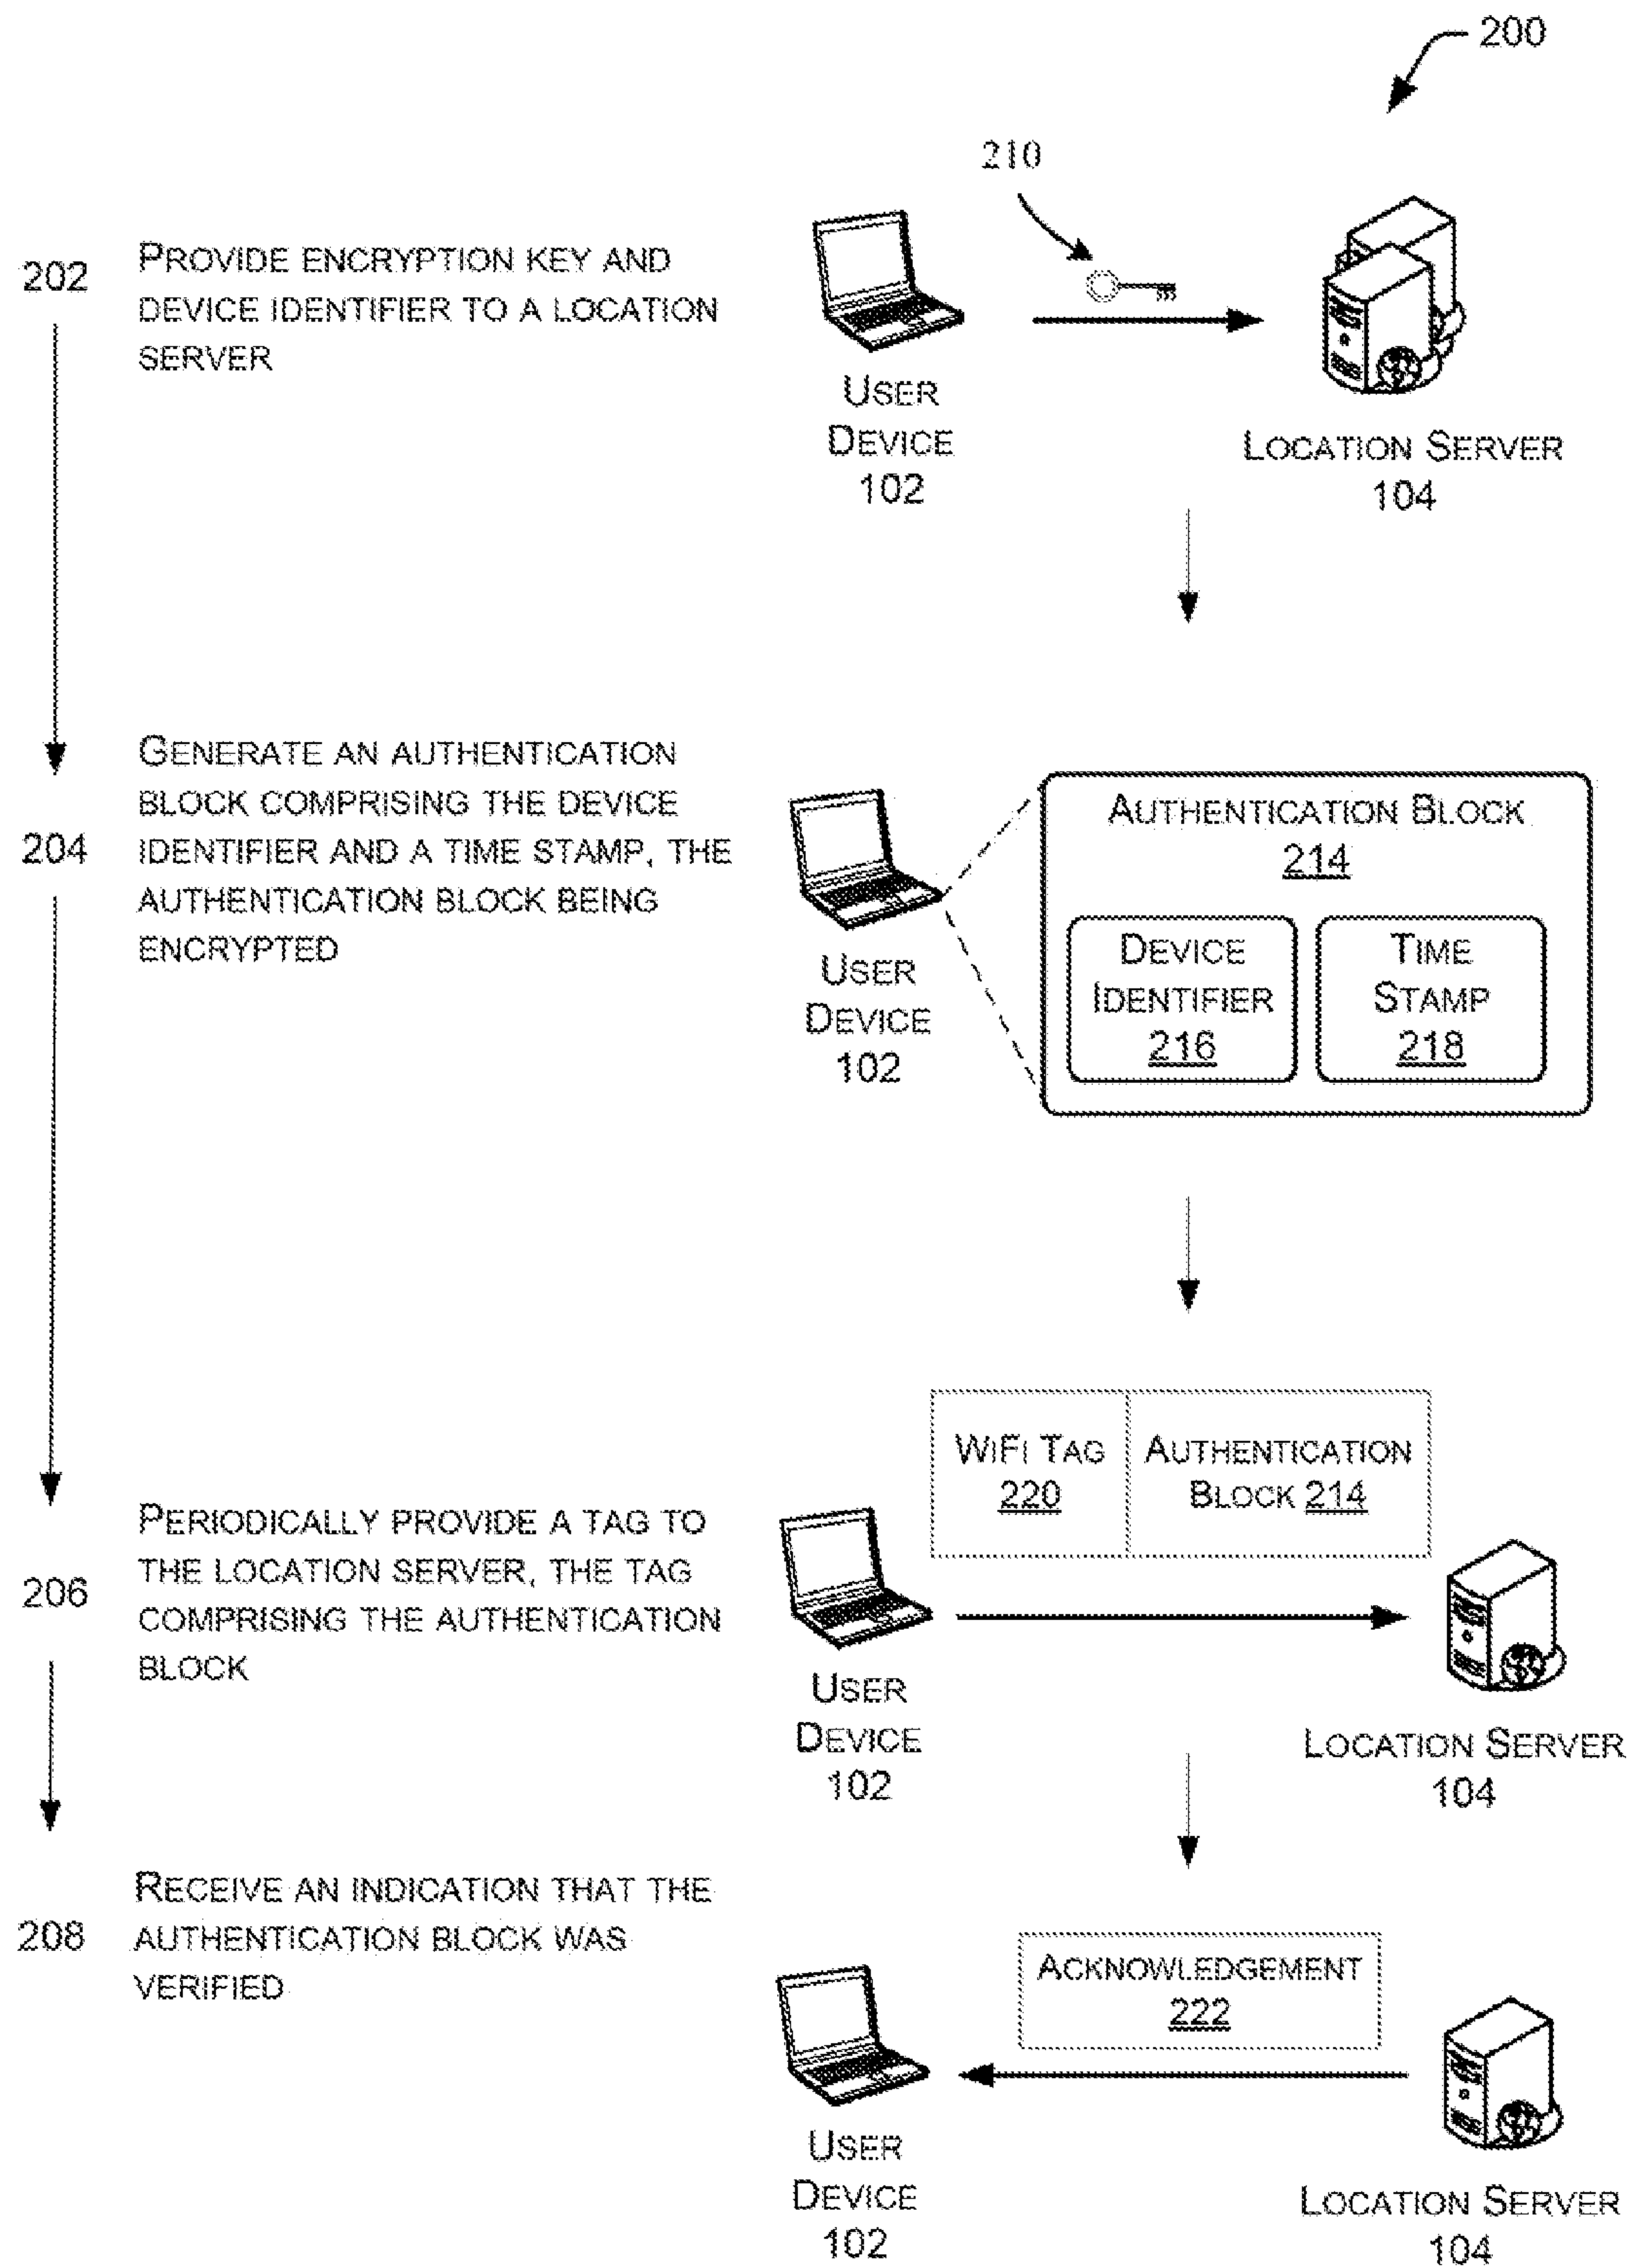 200
210
202
PROVIDE ENCRYPTION KEY AND
DEVICE IDENTIFIER TO A LOCATION
SERVER
USER
DEVICE
102
LOCATION SERVER
104
204
GENERATE AN AUTHENTICATION
BLOCK COMPRISING THE DEVICE
IDENTIFIER AND A TIME STAMP, THE
AUTHENTICATION BLOCK BEING
ENCRYPTED
USER
DEVICE
102
AUTHENTICATION BLOCK
214
DEVICE
IDENTIFIER
216
TIME
STAMP
218
206
PERIODICALLY PROVIDE A TAG TO
THE LOCATION SERVER, THE TAG
COMPRISING THE AUTHENTICATION
BLOCK
WIFI TAG
220
AUTHENTICATION
BLOCK 214
USER
DEVICE
102
LOCATION SERVER
104
208
RECEIVE AN INDICATION THAT THE
AUTHENTICATION BLOCK WAS
VERIFIED
ACKNOWLEDGEMENT
222
USER
DEVICE
102
LOCATION SERVER
104